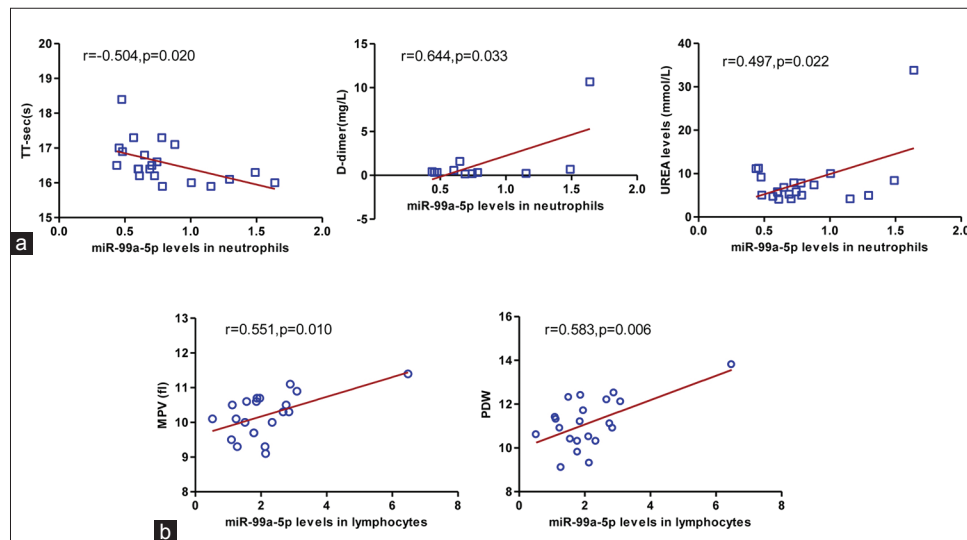 r=-0.504,p=0.020
TT-sec(s)
20
19
18
17
16
15
0.0 0.5 1.0 1.5 2.0
miR-99a-5p levels in neutrophils
r=0.644,p=0.033
D-dimer(mg/L)
15
10
5
0
-5
0.0 0.5 1.0 1.5 2.0
miR-99a-5p levels in neutrophils
r=0.497,p=0.022
UREA levels (mmol/L)
40
30
20
10
0
0.0 0.5 1.0 1.5 2.0
miR-99a-5p levels in neutrophils
a
r=0.551,p=0.010
MPV (fl)
13
12
11
10
9
8
0 2 4 6 8
miR-99a-5p levels in lymphocytes
r=0.583,p=0.006
PDW
16
14
12
10
8
0 2 4 6 8
miR-99a-5p levels in lymphocytes
b